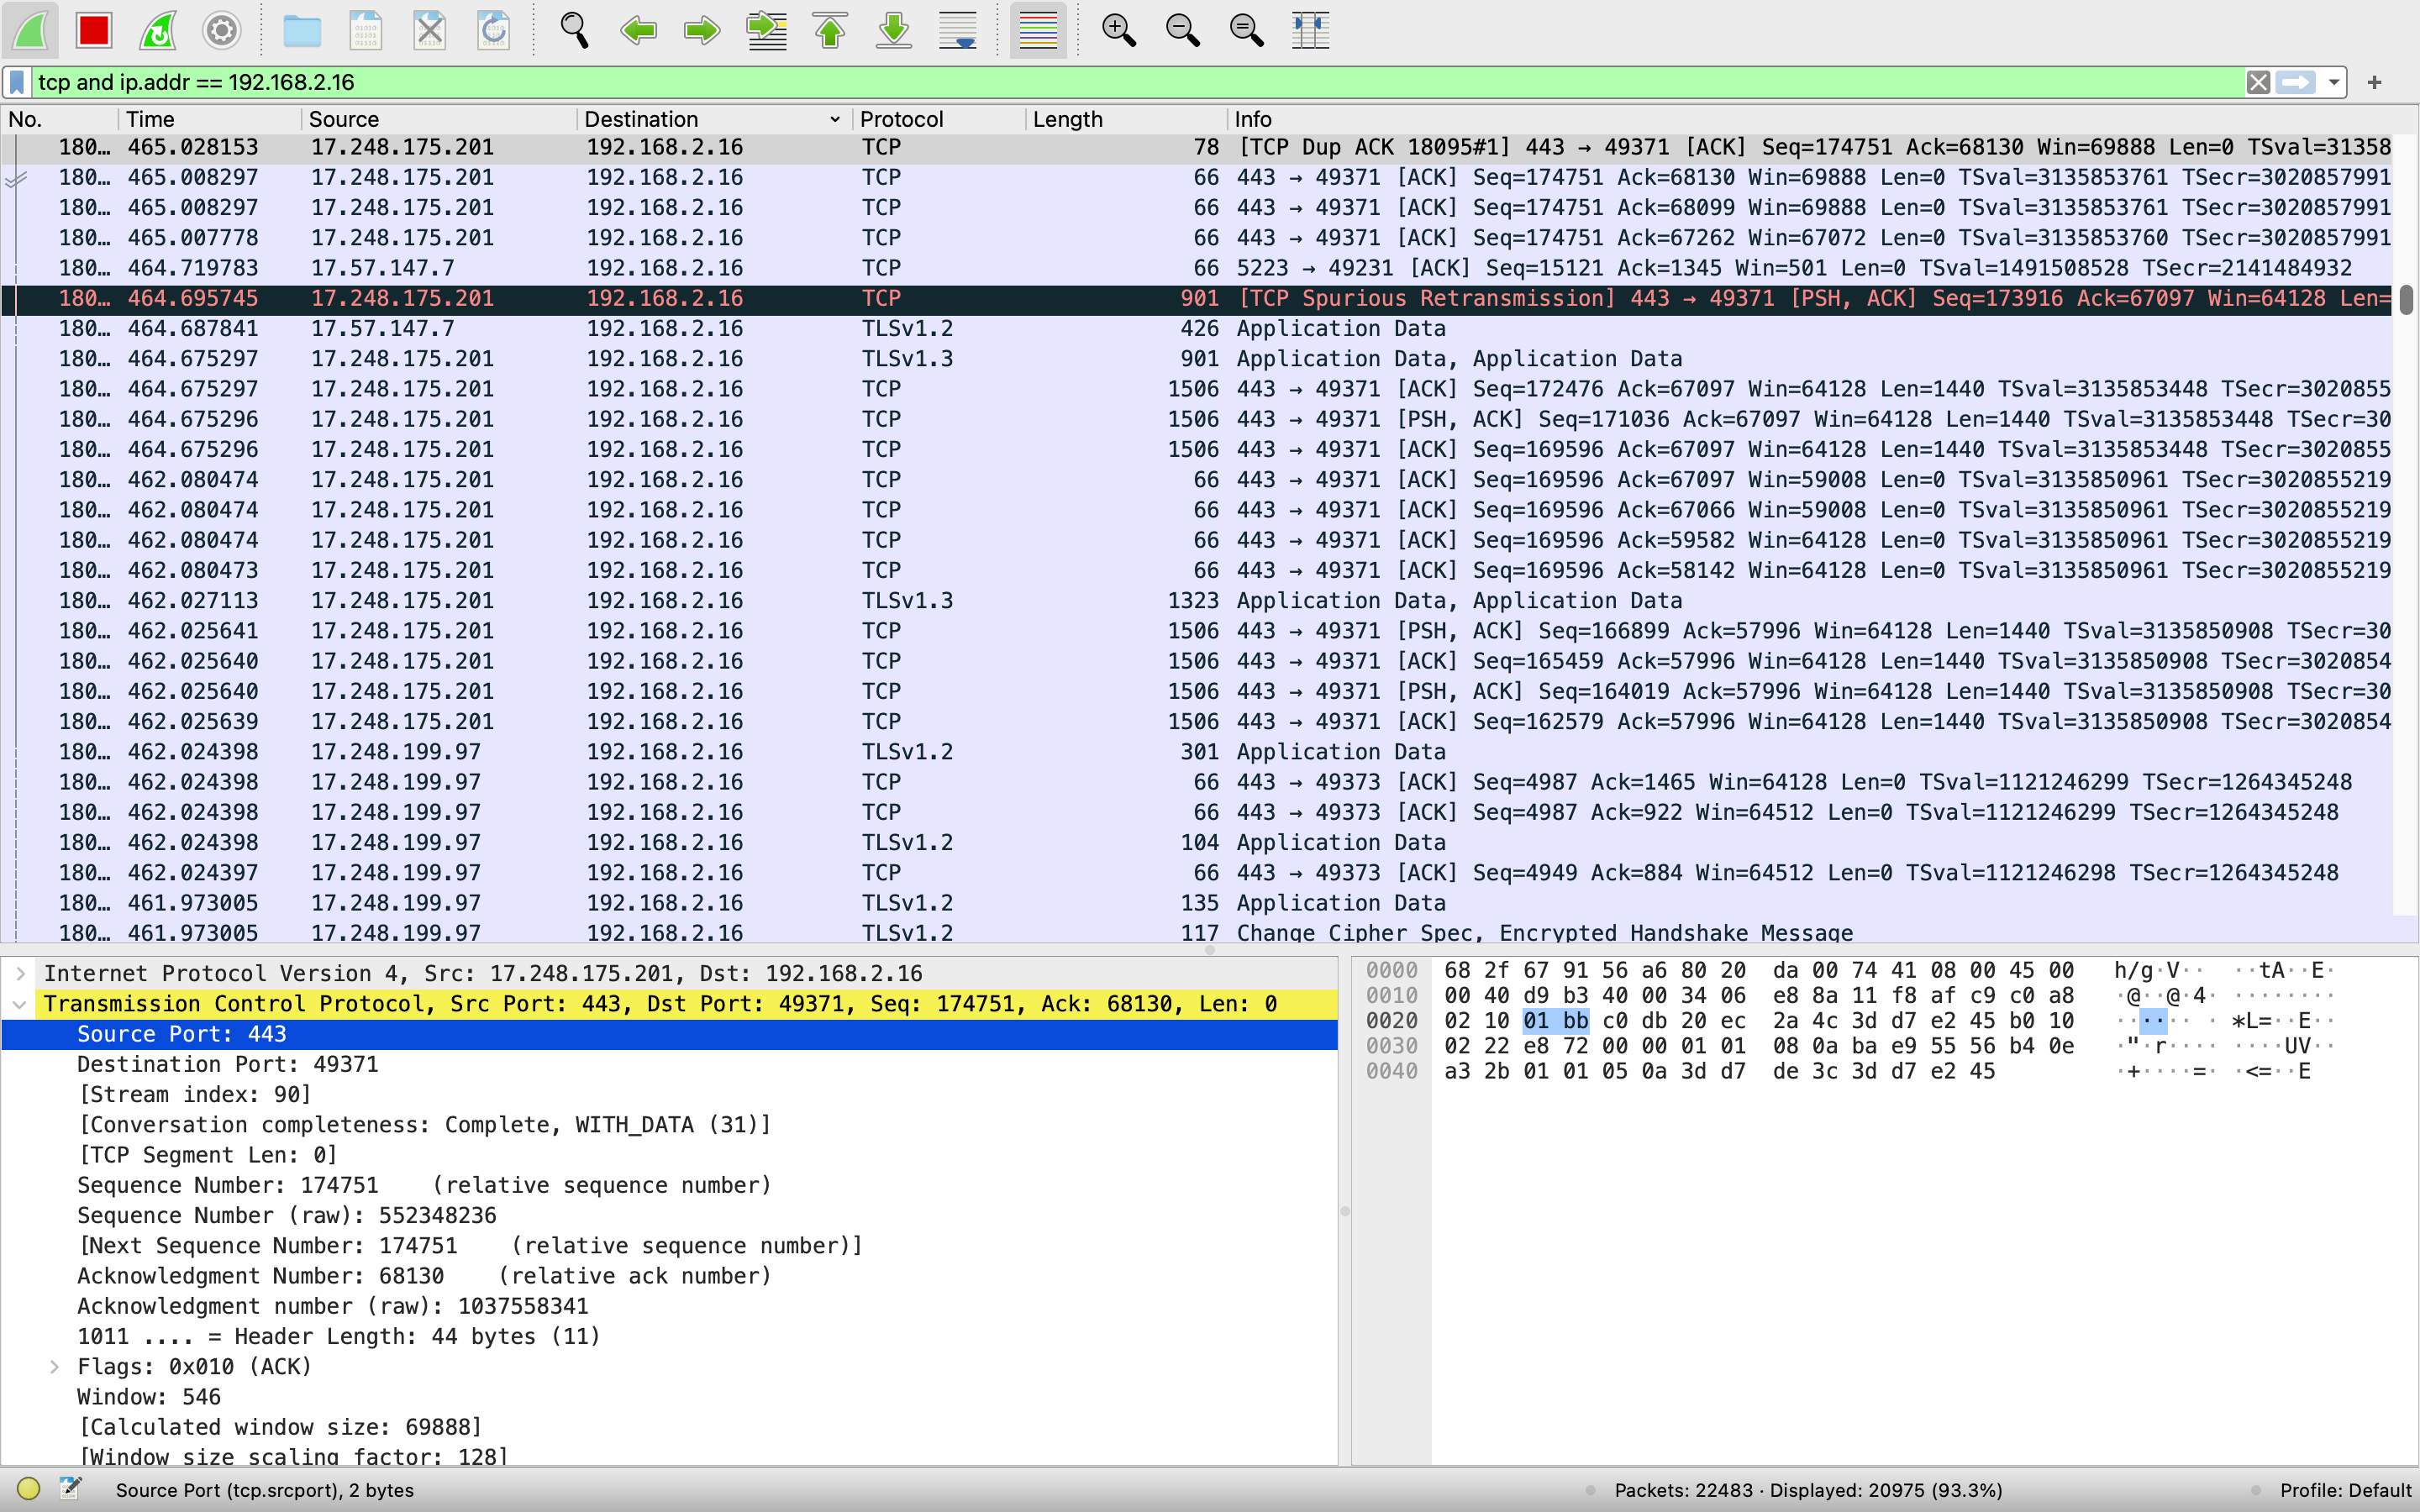 tcp and ip.addr == 192.168.2.16
No. Time Source Destination Protocol Length Info
180… 465.028153 17.248.175.201 192.168.2.16 TCP 78 [TCP Dup ACK 18095#1] 443 → 49371 [ACK] Seq=174751 Ack=68130 Win=69888 Len=0 TSval=31358
180… 465.008297 17.248.175.201 192.168.2.16 TCP 66 443 → 49371 [ACK] Seq=174751 Ack=68130 Win=69888 Len=0 TSval=3135853761 TSecr=3020857991
180… 465.008297 17.248.175.201 192.168.2.16 TCP 66 443 → 49371 [ACK] Seq=174751 Ack=68099 Win=69888 Len=0 TSval=3135853761 TSecr=3020857991
180… 465.007778 17.248.175.201 192.168.2.16 TCP 66 443 → 49371 [ACK] Seq=174751 Ack=67262 Win=67072 Len=0 TSval=3135853760 TSecr=3020857991
180… 464.719783 17.57.147.7 192.168.2.16 TCP 66 5223 → 49231 [ACK] Seq=15121 Ack=1345 Win=501 Len=0 TSval=1491508528 TSecr=2141484932
180… 464.695745 17.248.175.201 192.168.2.16 TCP 901 [TCP Spurious Retransmission] 443 → 49371 [PSH, ACK] Seq=173916 Ack=67097 Win=64128 Len=
180… 464.687841 17.57.147.7 192.168.2.16 TLSv1.2 426 Application Data
180… 464.675297 17.248.175.201 192.168.2.16 TLSv1.3 901 Application Data, Application Data
180… 464.675297 17.248.175.201 192.168.2.16 TCP 1506 443 → 49371 [ACK] Seq=172476 Ack=67097 Win=64128 Len=1440 TSval=3135853448 TSecr=3020855
180… 464.675296 17.248.175.201 192.168.2.16 TCP 1506 443 → 49371 [PSH, ACK] Seq=171036 Ack=67097 Win=64128 Len=1440 TSval=3135853448 TSecr=30
180… 464.675296 17.248.175.201 192.168.2.16 TCP 1506 443 → 49371 [ACK] Seq=169596 Ack=67097 Win=64128 Len=1440 TSval=3135853448 TSecr=3020855
180… 462.080474 17.248.175.201 192.168.2.16 TCP 66 443 → 49371 [ACK] Seq=169596 Ack=67097 Win=59008 Len=0 TSval=3135850961 TSecr=3020855219
180… 462.080474 17.248.175.201 192.168.2.16 TCP 66 443 → 49371 [ACK] Seq=169596 Ack=67066 Win=59008 Len=0 TSval=3135850961 TSecr=3020855219
180… 462.080474 17.248.175.201 192.168.2.16 TCP 66 443 → 49371 [ACK] Seq=169596 Ack=59582 Win=64128 Len=0 TSval=3135850961 TSecr=3020855219
180… 462.080473 17.248.175.201 192.168.2.16 TCP 66 443 → 49371 [ACK] Seq=169596 Ack=58142 Win=64128 Len=0 TSval=3135850961 TSecr=3020855219
180… 462.027113 17.248.175.201 192.168.2.16 TLSv1.3 1323 Application Data, Application Data
180… 462.025641 17.248.175.201 192.168.2.16 TCP 1506 443 → 49371 [PSH, ACK] Seq=166899 Ack=57996 Win=64128 Len=1440 TSval=3135850908 TSecr=30
180… 462.025640 17.248.175.201 192.168.2.16 TCP 1506 443 → 49371 [ACK] Seq=165459 Ack=57996 Win=64128 Len=1440 TSval=3135850908 TSecr=3020854
180… 462.025640 17.248.175.201 192.168.2.16 TCP 1506 443 → 49371 [PSH, ACK] Seq=164019 Ack=57996 Win=64128 Len=1440 TSval=3135850908 TSecr=30
180… 462.025639 17.248.175.201 192.168.2.16 TCP 1506 443 → 49371 [ACK] Seq=162579 Ack=57996 Win=64128 Len=1440 TSval=3135850908 TSecr=3020854
180… 462.024398 17.248.199.97 192.168.2.16 TLSv1.2 301 Application Data
180… 462.024398 17.248.199.97 192.168.2.16 TCP 66 443 → 49373 [ACK] Seq=4987 Ack=1465 Win=64128 Len=0 TSval=1121246299 TSecr=1264345248
180… 462.024398 17.248.199.97 192.168.2.16 TCP 66 443 → 49373 [ACK] Seq=4987 Ack=922 Win=64512 Len=0 TSval=1121246299 TSecr=1264345248
180… 462.024398 17.248.199.97 192.168.2.16 TLSv1.2 104 Application Data
180… 462.024397 17.248.199.97 192.168.2.16 TCP 66 443 → 49373 [ACK] Seq=4949 Ack=884 Win=64512 Len=0 TSval=1121246298 TSecr=1264345248
180… 461.973005 17.248.199.97 192.168.2.16 TLSv1.2 135 Application Data
180… 461.973005 17.248.199.97 192.168.2.16 TLSv1.2 117 Change Cipher Spec, Encrypted Handshake Message
Internet Protocol Version 4, Src: 17.248.175.201, Dst: 192.168.2.16
Transmission Control Protocol, Src Port: 443, Dst Port: 49371, Seq: 174751, Ack: 68130, Len: 0
Source Port: 443
Destination Port: 49371
[Stream index: 90]
[Conversation completeness: Complete, WITH_DATA (31)]
[TCP Segment Len: 0]
Sequence Number: 174751 (relative sequence number)
Sequence Number (raw): 552348236
[Next Sequence Number: 174751 (relative sequence number)]
Acknowledgment Number: 68130 (relative ack number)
Acknowledgment number (raw): 1037558341
1011 .... = Header Length: 44 bytes (11)
Flags: 0x010 (ACK)
Window: 546
[Calculated window size: 69888]
[Window size scaling factor: 128]
0000 68 2f 67 91 56 a6 80 20 da 00 74 41 08 00 45 00 h/g·V·· ··tA··E·
0010 00 40 d9 b3 40 00 34 06 e8 8a 11 f8 af c9 c0 a8 ·@··@·4· ········
0020 02 10 01 bb c0 db 20 ec 2a 4c 3d d7 e2 45 b0 10 ······ · *L=··E··
0030 02 22 e8 72 00 00 01 01 08 0a ba e9 55 56 b4 0e ·"·r···· ····UV··
0040 a3 2b 01 01 05 0a 3d d7 de 3c 3d d7 e2 45 ·+····=· ·<=··E
Source Port (tcp.srcport), 2 bytes
Packets: 22483 · Displayed: 20975 (93.3%)
Profile: Default